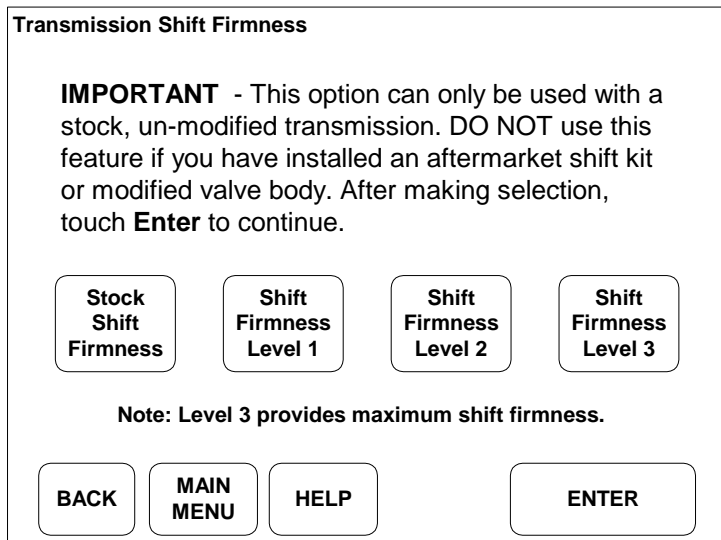 Transmission Shift Firmness
IMPORTANT - This option can only be used with a
stock, un-modified transmission. DO NOT use this
feature if you have installed an aftermarket shift kit
or modified valve body. After making selection,
touch Enter to continue.
Stock
Shift
Firmness
Shift
Firmness
Level 1
Shift
Firmness
Level 2
Shift
Firmness
Level 3
Note: Level 3 provides maximum shift firmness.
BACK
MAIN
MENU
HELP
ENTER